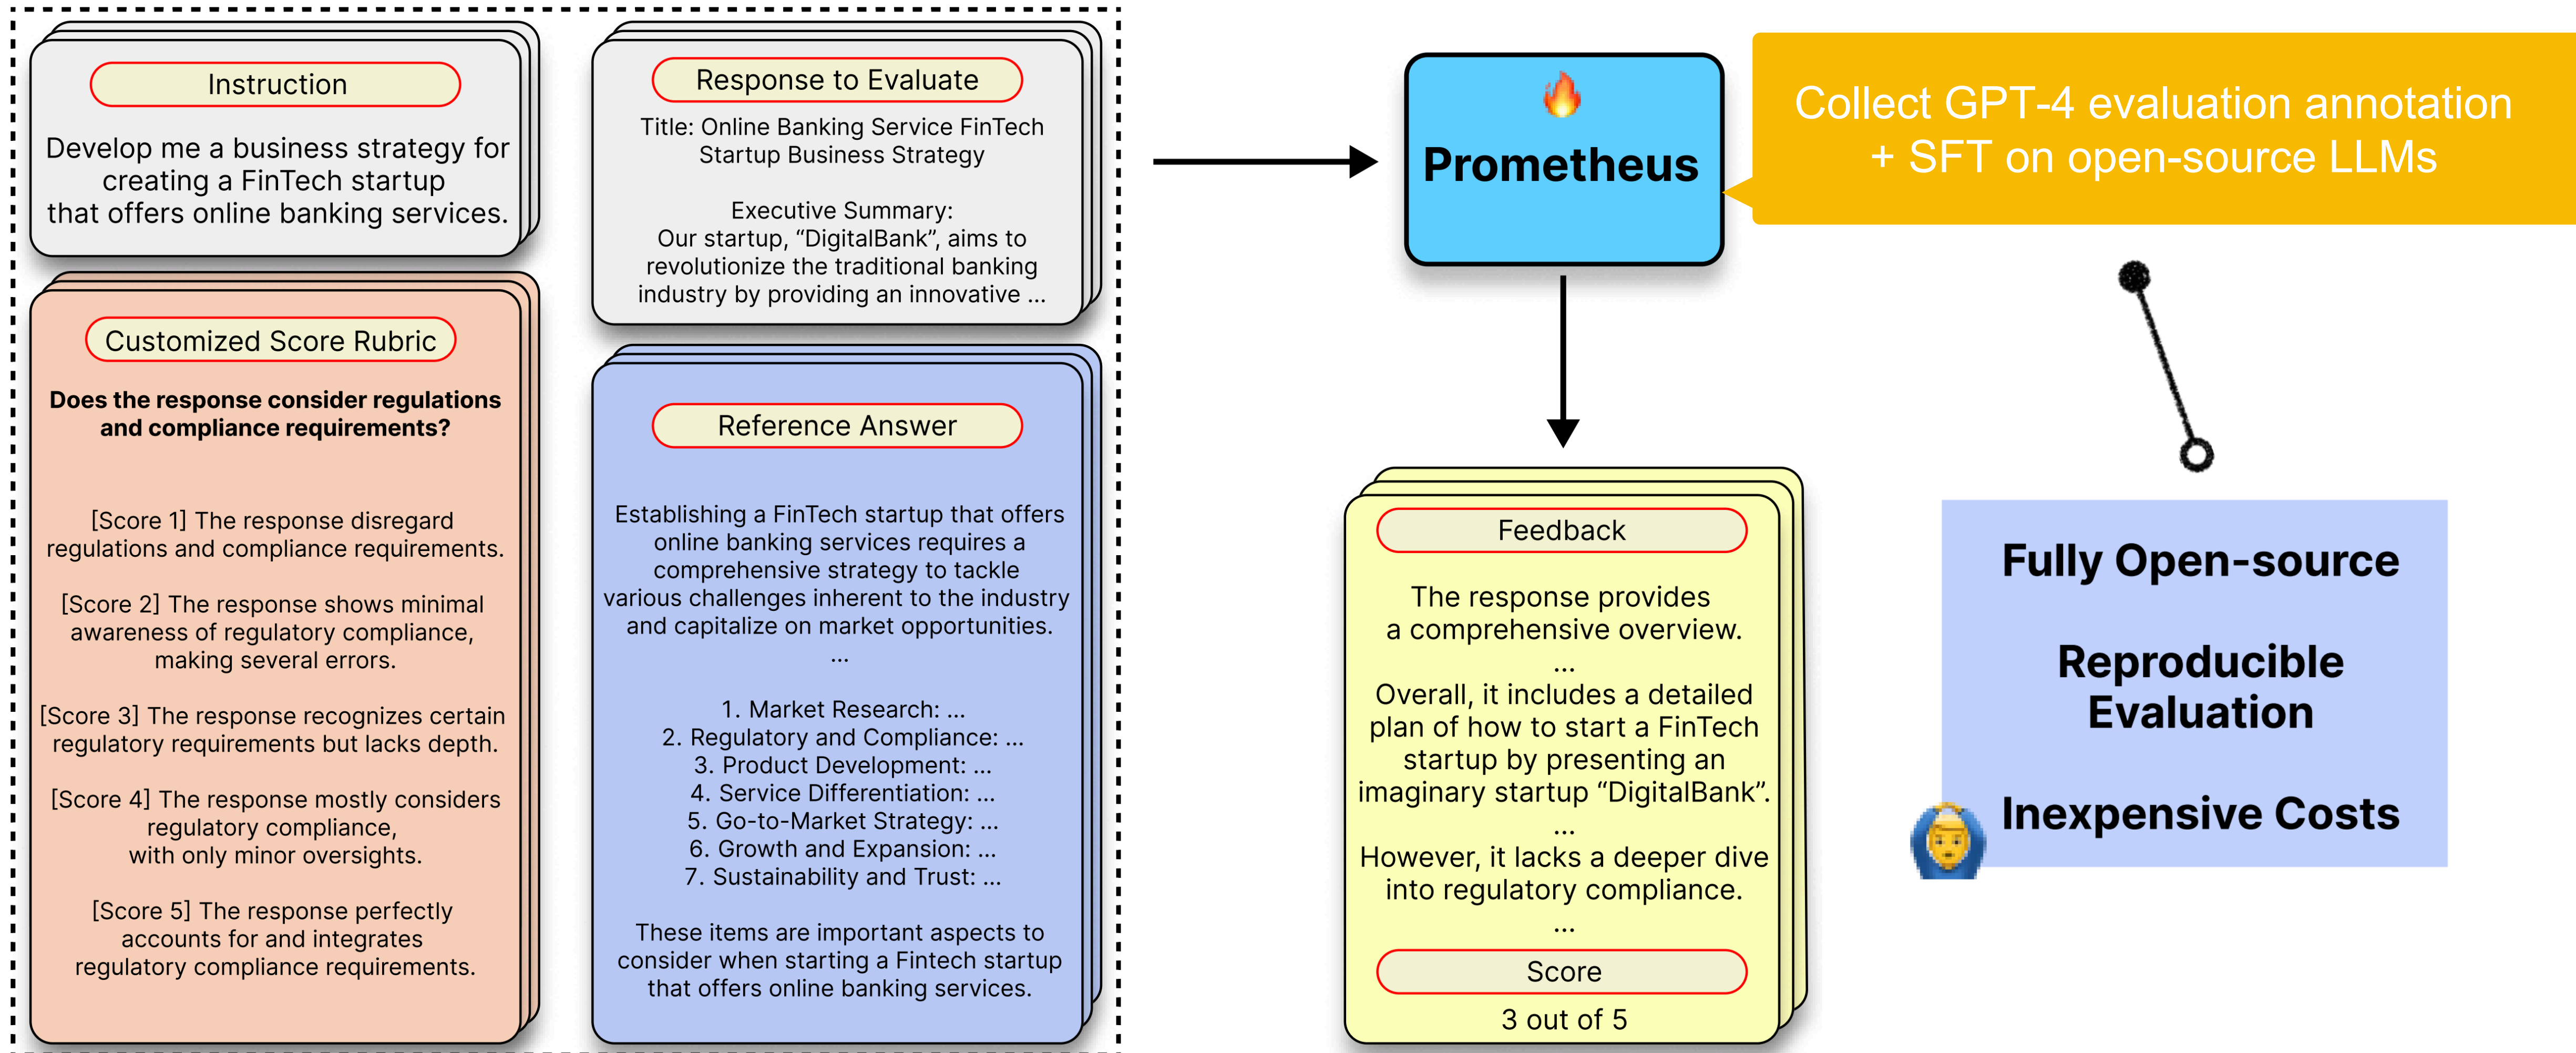 Instruction
Develop me a business strategy for
creating a FinTech startup
that offers online banking services.
Customized Score Rubric
Does the response consider regulations
and compliance requirements?
[Score 1] The response disregard
regulations and compliance requirements.
[Score 2] The response shows minimal
awareness of regulatory compliance,
making several errors.
[Score 3] The response recognizes certain
regulatory requirements but lacks depth.
[Score 4] The response mostly considers
regulatory compliance,
with only minor oversights.
[Score 5] The response perfectly
accounts for and integrates
regulatory compliance requirements.
Response to Evaluate
Title: Online Banking Service FinTech
Startup Business Strategy
Executive Summary:
Our startup, “DigitalBank”, aims to
revolutionize the traditional banking
industry by providing an innovative ...
Reference Answer
Establishing a FinTech startup that offers
online banking services requires a
comprehensive strategy to tackle
various challenges inherent to the industry
and capitalize on market opportunities.
...
1. Market Research: ...
2. Regulatory and Compliance: ...
3. Product Development: ...
4. Service Differentiation: ...
5. Go-to-Market Strategy: ...
6. Growth and Expansion: ...
7. Sustainability and Trust: ...
These items are important aspects to
consider when starting a Fintech startup
that offers online banking services.
Prometheus
Collect GPT-4 evaluation annotation
+ SFT on open-source LLMs
Feedback
The response provides
a comprehensive overview.
...
Overall, it includes a detailed
plan of how to start a FinTech
startup by presenting an
imaginary startup “DigitalBank”.
...
However, it lacks a deeper dive
into regulatory compliance.
...
Score
3 out of 5
Fully Open-source
Reproducible
Evaluation
Inexpensive Costs